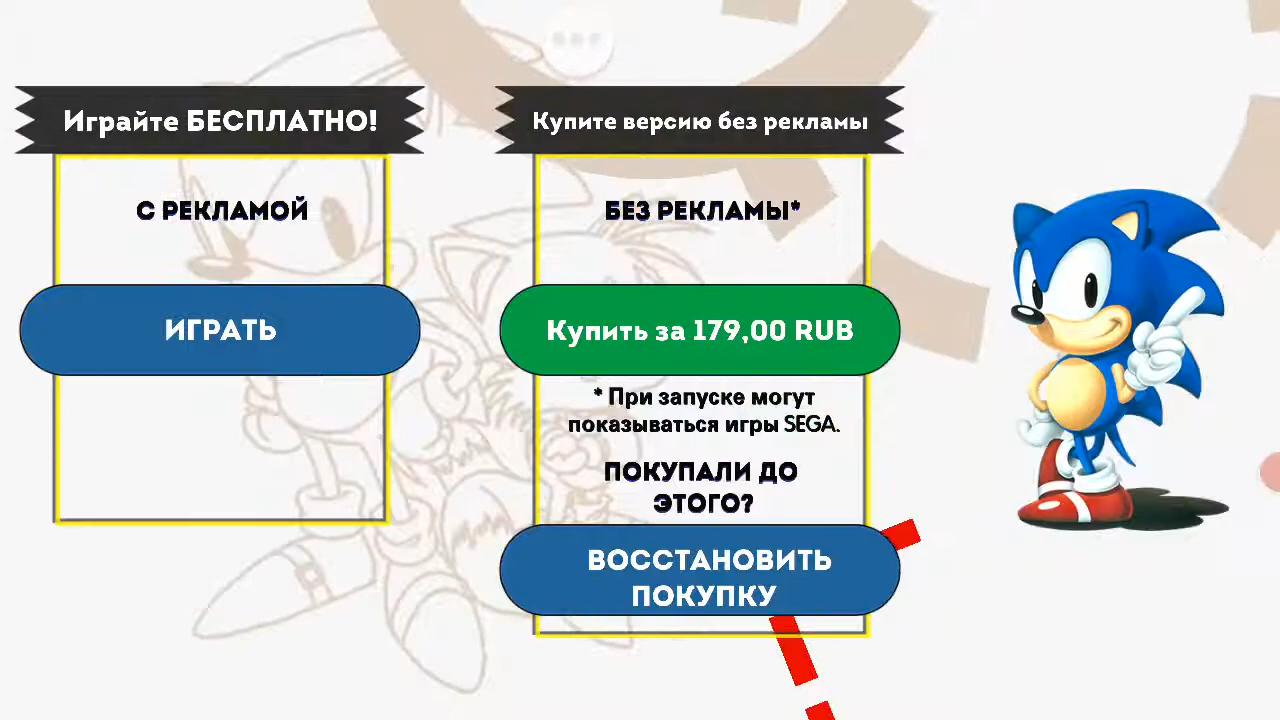 Играйте БЕСПЛАТНО!
С РЕКЛАМОЙ
ИГРАТЬ
Купите версию без рекламы
БЕЗ РЕКЛАМЫ*
Купить за 179,00 RUB
* При запуске могут
показываться игры SEGA.
ПОКУПАЛИ ДО
ЭТОГО?
ВОССТАНОВИТЬ
ПОКУПКУ